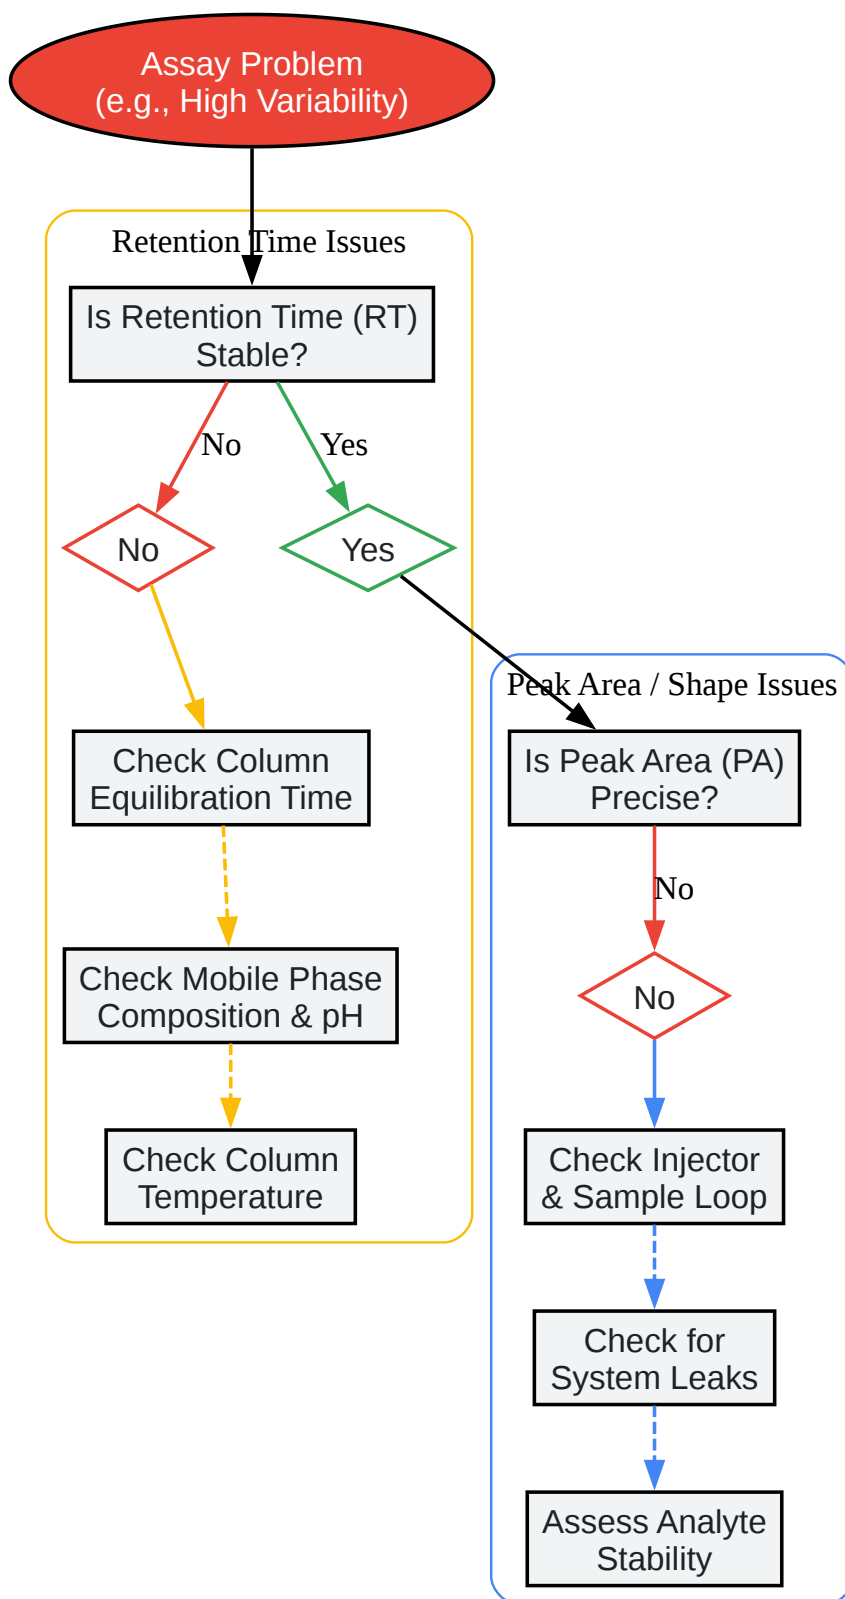 Assay Problem
(e.g., High Variability)
Retention Time Issues
Is Retention Time (RT)
Stable?
No
Yes
No
Yes
Check Column
Equilibration Time
Check Mobile Phase
Composition & pH
Check Column
Temperature
Peak Area / Shape Issues
Is Peak Area (PA)
Precise?
No
No
Check Injector
& Sample Loop
Check for
System Leaks
Assess Analyte
Stability